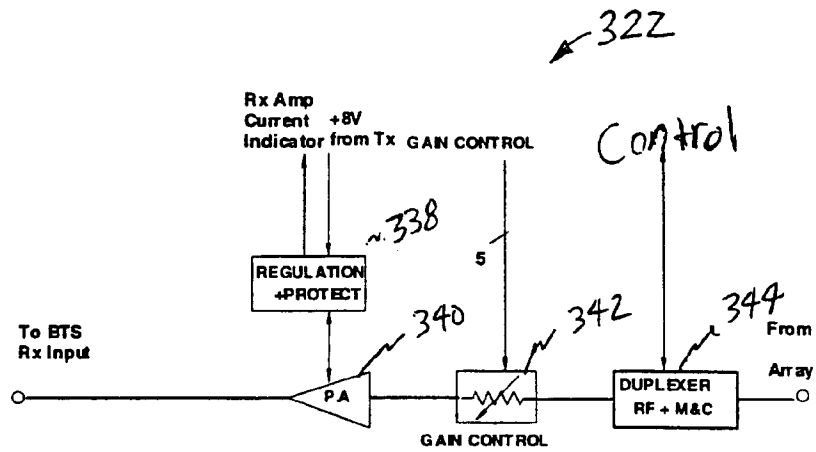 322
Rx Amp
Current
Indicator
+8V
from Tx
GAIN CONTROL
Control
338
REGULATION
+PROTECT
5
To BTS
Rx Input
340
P.A
342
GAIN CONTROL
344
DUPLEXER
RF + M&C
From
Array